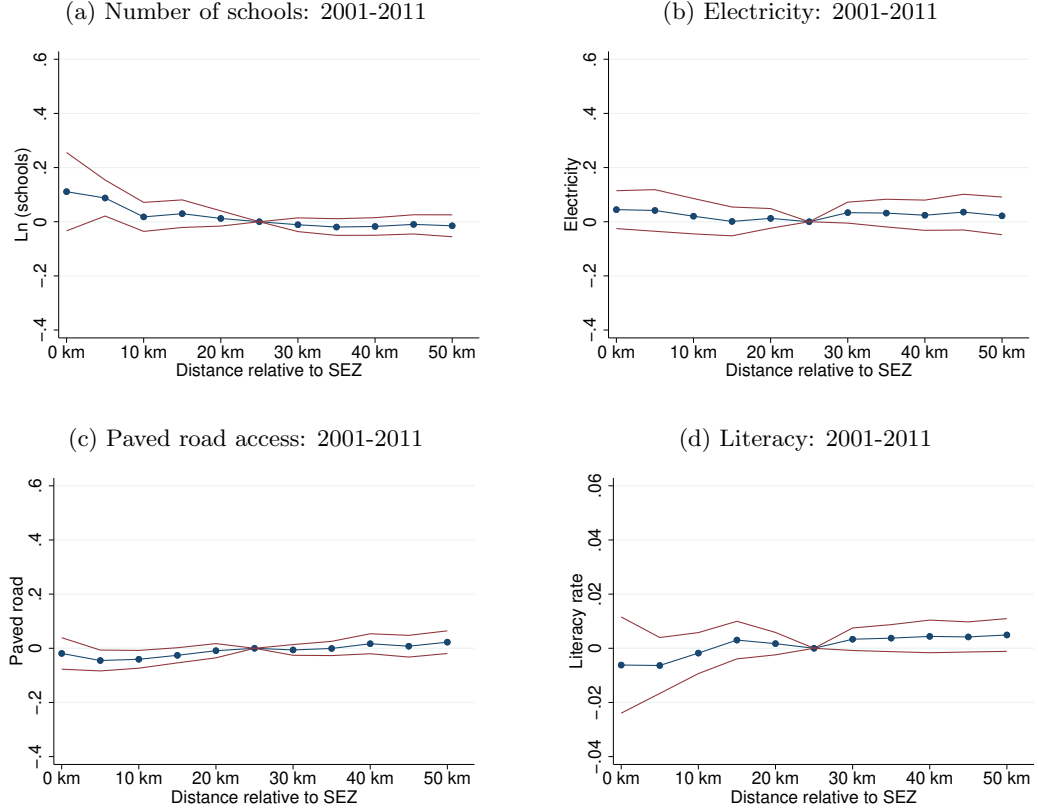 (a) Number of schools: 2001-2011
Ln (schools)
.6
.4
.2
0
-.2
-.4
0 km 10 km 20 km 30 km 40 km 50 km
Distance relative to SEZ
(b) Electricity: 2001-2011
Electricity
.6
.4
.2
0
-.2
-.4
0 km 10 km 20 km 30 km 40 km 50 km
Distance relative to SEZ
(c) Paved road access: 2001-2011
Paved road
.6
.4
.2
0
-.2
-.4
0 km 10 km 20 km 30 km 40 km 50 km
Distance relative to SEZ
(d) Literacy: 2001-2011
Literacy rate
.06
.04
.02
0
-.02
-.04
0 km 10 km 20 km 30 km 40 km 50 km
Distance relative to SEZ